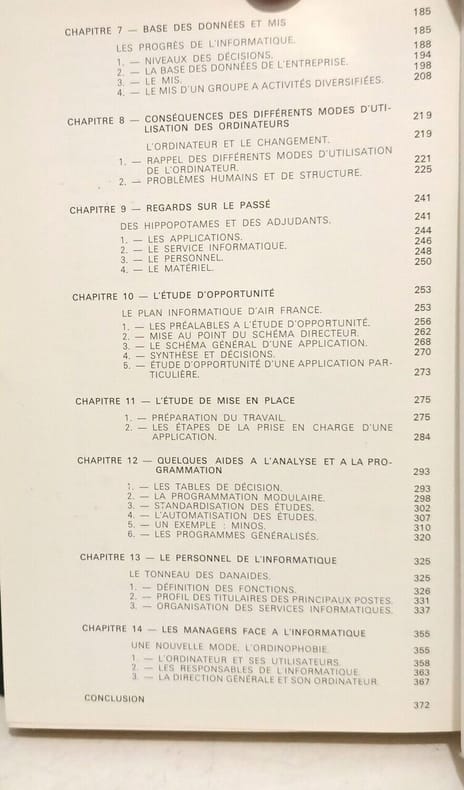 185
CHAPITRE 7 — BASE DES DONNÉES ET MIS 185
LES PROGRÈS DE L'INFORMATIQUE. 188
1. — NIVEAUX DES DÉCISIONS. 194
2. — LA BASE DES DONNÉES DE L'ENTREPRISE. 198
3. — LE MIS. 208
4. — LE MIS D'UN GROUPE A ACTIVITÉS DIVERSIFIÉES.
CHAPITRE 8 — CONSÉQUENCES DES DIFFÉRENTS MODES D'UTI-
LISATION DES ORDINATEURS 219
L'ORDINATEUR ET LE CHANGEMENT. 219
1. — RAPPEL DES DIFFÉRENTS MODES D'UTILISATION
DE L'ORDINATEUR. 221
2. — PROBLÈMES HUMAINS ET DE STRUCTURE. 225
CHAPITRE 9 — REGARDS SUR LE PASSÉ 241
DES HIPPOPOTAMES ET DES ADJUDANTS. 241
1. — LES APPLICATIONS. 244
2. — LE SERVICE INFORMATIQUE. 246
3. — LE PERSONNEL. 248
4. — LE MATÉRIEL. 250
CHAPITRE 10 — L'ÉTUDE D'OPPORTUNITÉ 253
LE PLAN INFORMATIQUE D'AIR FRANCE. 253
1. — LES PRÉALABLES A L'ÉTUDE D'OPPORTUNITÉ. 256
2. — MISE AU POINT DU SCHÉMA DIRECTEUR. 262
3. — LE SCHÉMA GÉNÉRAL D'UNE APPLICATION. 268
4. — SYNTHÈSE ET DÉCISIONS. 270
5. — ÉTUDE D'OPPORTUNITÉ D'UNE APPLICATION PAR-
TICULIÈRE. 273
CHAPITRE 11 — L'ÉTUDE DE MISE EN PLACE 275
1. — PRÉPARATION DU TRAVAIL. 275
2. — LES ÉTAPES DE LA PRISE EN CHARGE D'UNE
APPLICATION. 284
CHAPITRE 12 — QUELQUES AIDES A L'ANALYSE ET A LA PRO-
GRAMMATION 293
1. — LES TABLES DE DÉCISION. 293
2. — LA PROGRAMMATION MODULAIRE. 298
3. — STANDARDISATION DES ÉTUDES. 302
4. — L'AUTOMATISATION DES ÉTUDES. 307
5. — UN EXEMPLE : MINOS. 310
6. — LES PROGRAMMES GÉNÉRALISÉS. 320
CHAPITRE 13 — LE PERSONNEL DE L'INFORMATIQUE 325
LE TONNEAU DES DANAIDES. 325
1. — DÉFINITION DES FONCTIONS. 326
2. — PROFIL DES TITULAIRES DES PRINCIPAUX POSTES. 331
3. — ORGANISATION DES SERVICES INFORMATIQUES. 337
CHAPITRE 14 — LES MANAGERS FACE A L'INFORMATIQUE 355
UNE NOUVELLE MODE, L'ORDINOPHOBIE. 355
1. — L'ORDINATEUR ET SES UTILISATEURS. 358
2. — LES RESPONSABLES DE L'INFORMATIQUE. 363
3. — LA DIRECTION GÉNÉRALE ET SON ORDINATEUR. 367
CONCLUSION 372